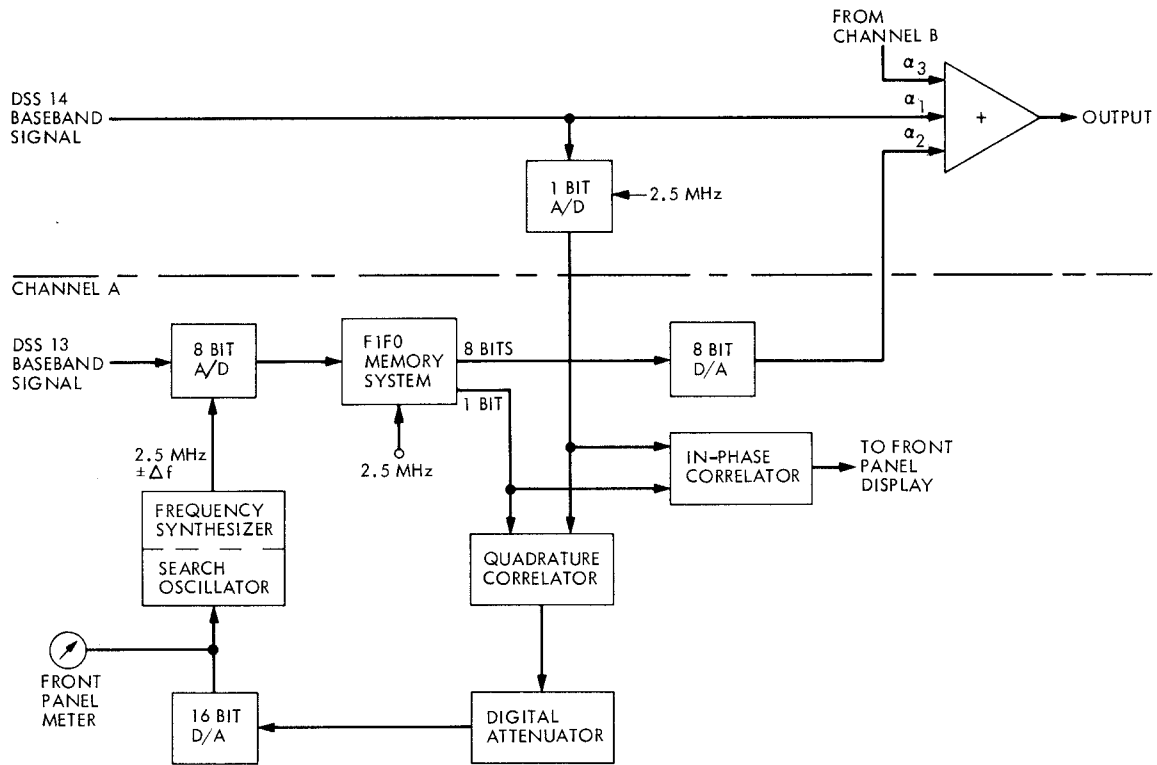 FROM
CHANNEL B
α3
DSS 14
BASEBAND
SIGNAL
α1
+
OUTPUT
α2
1 BIT
A/D
2.5 MHz
CHANNEL A
DSS 13
BASEBAND
SIGNAL
8 BIT
A/D
FIFO
MEMORY
SYSTEM
8 BITS
1 BIT
8 BIT
D/A
2.5 MHz
±Δf
2.5 MHz
IN-PHASE
CORRELATOR
TO FRONT
PANEL
DISPLAY
FREQUENCY
SYNTHESIZER
SEARCH
OSCILLATOR
QUADRATURE
CORRELATOR
FRONT
PANEL
METER
16 BIT
D/A
DIGITAL
ATTENUATOR